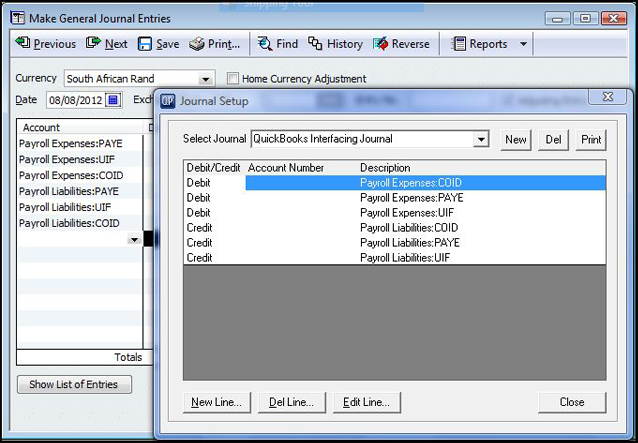 Shipping Tour
Make General Journal Entries
Previous Next Save Print... Find History Reverse Reports
Currency South African Rand Home Currency Adjustment
Date 08/08/2012 Exch
Account D
Payroll Expenses:PAYE
Payroll Expenses:UIF
Payroll Expenses:COID
Payroll Liabilities:PAYE
Payroll Liabilities:UIF
Payroll Liabilities:COID
Totals
Show List of Entries
Journal Setup
Select Journal QuickBooks Interfacing Journal New Del Print
Debit/Credit Account Number Description
Debit Payroll Expenses:COID
Debit Payroll Expenses:PAYE
Debit Payroll Expenses:UIF
Credit Payroll Liabilities:COID
Credit Payroll Liabilities:PAYE
Credit Payroll Liabilities:UIF
New Line... Del Line... Edit Line... Close